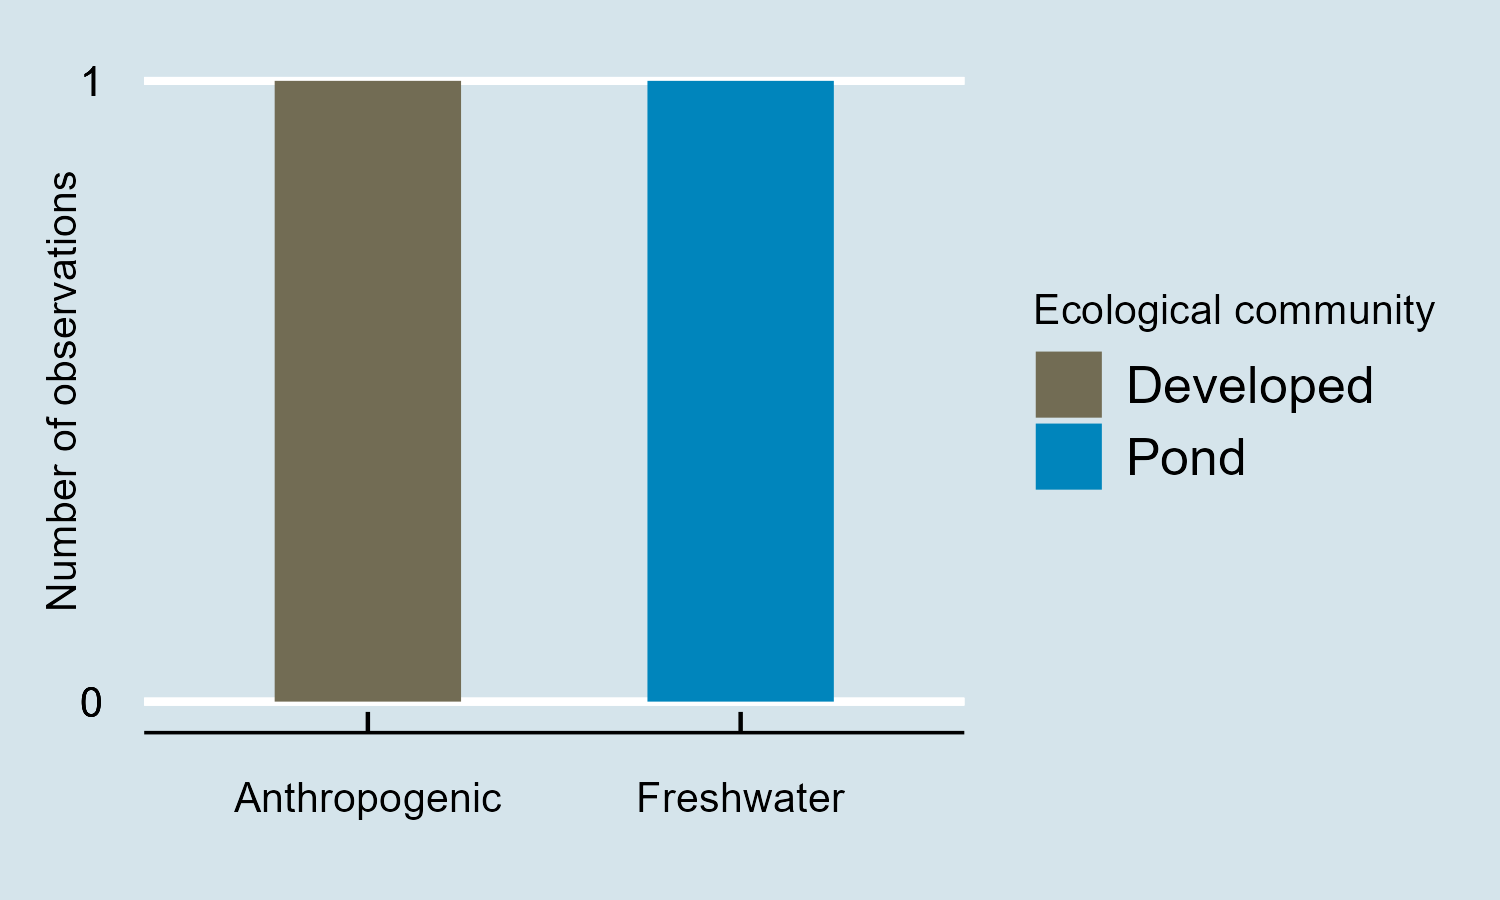 1
Number of observations
0
Anthropogenic
Freshwater
Ecological community
Developed
Pond